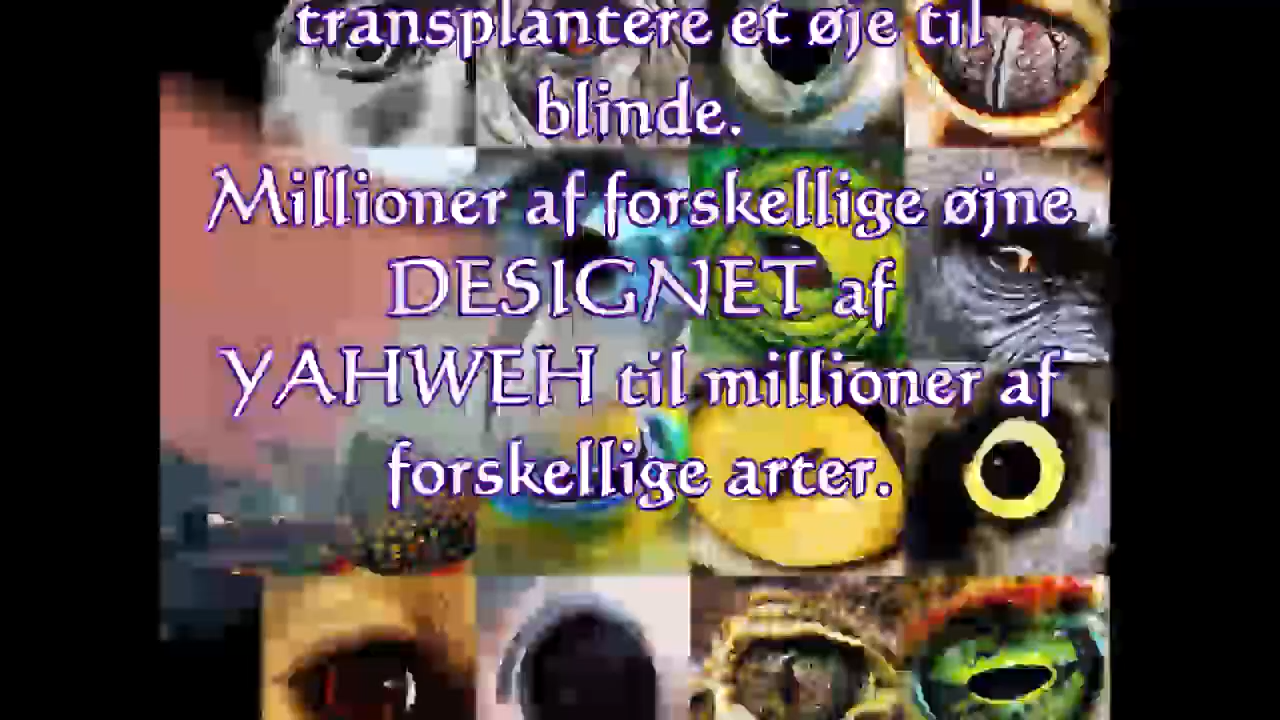 transplantere et øje til
blinde.
Millioner af forskellige øjne
DESIGNET af
YAHWEH til millioner af
forskellige arter.